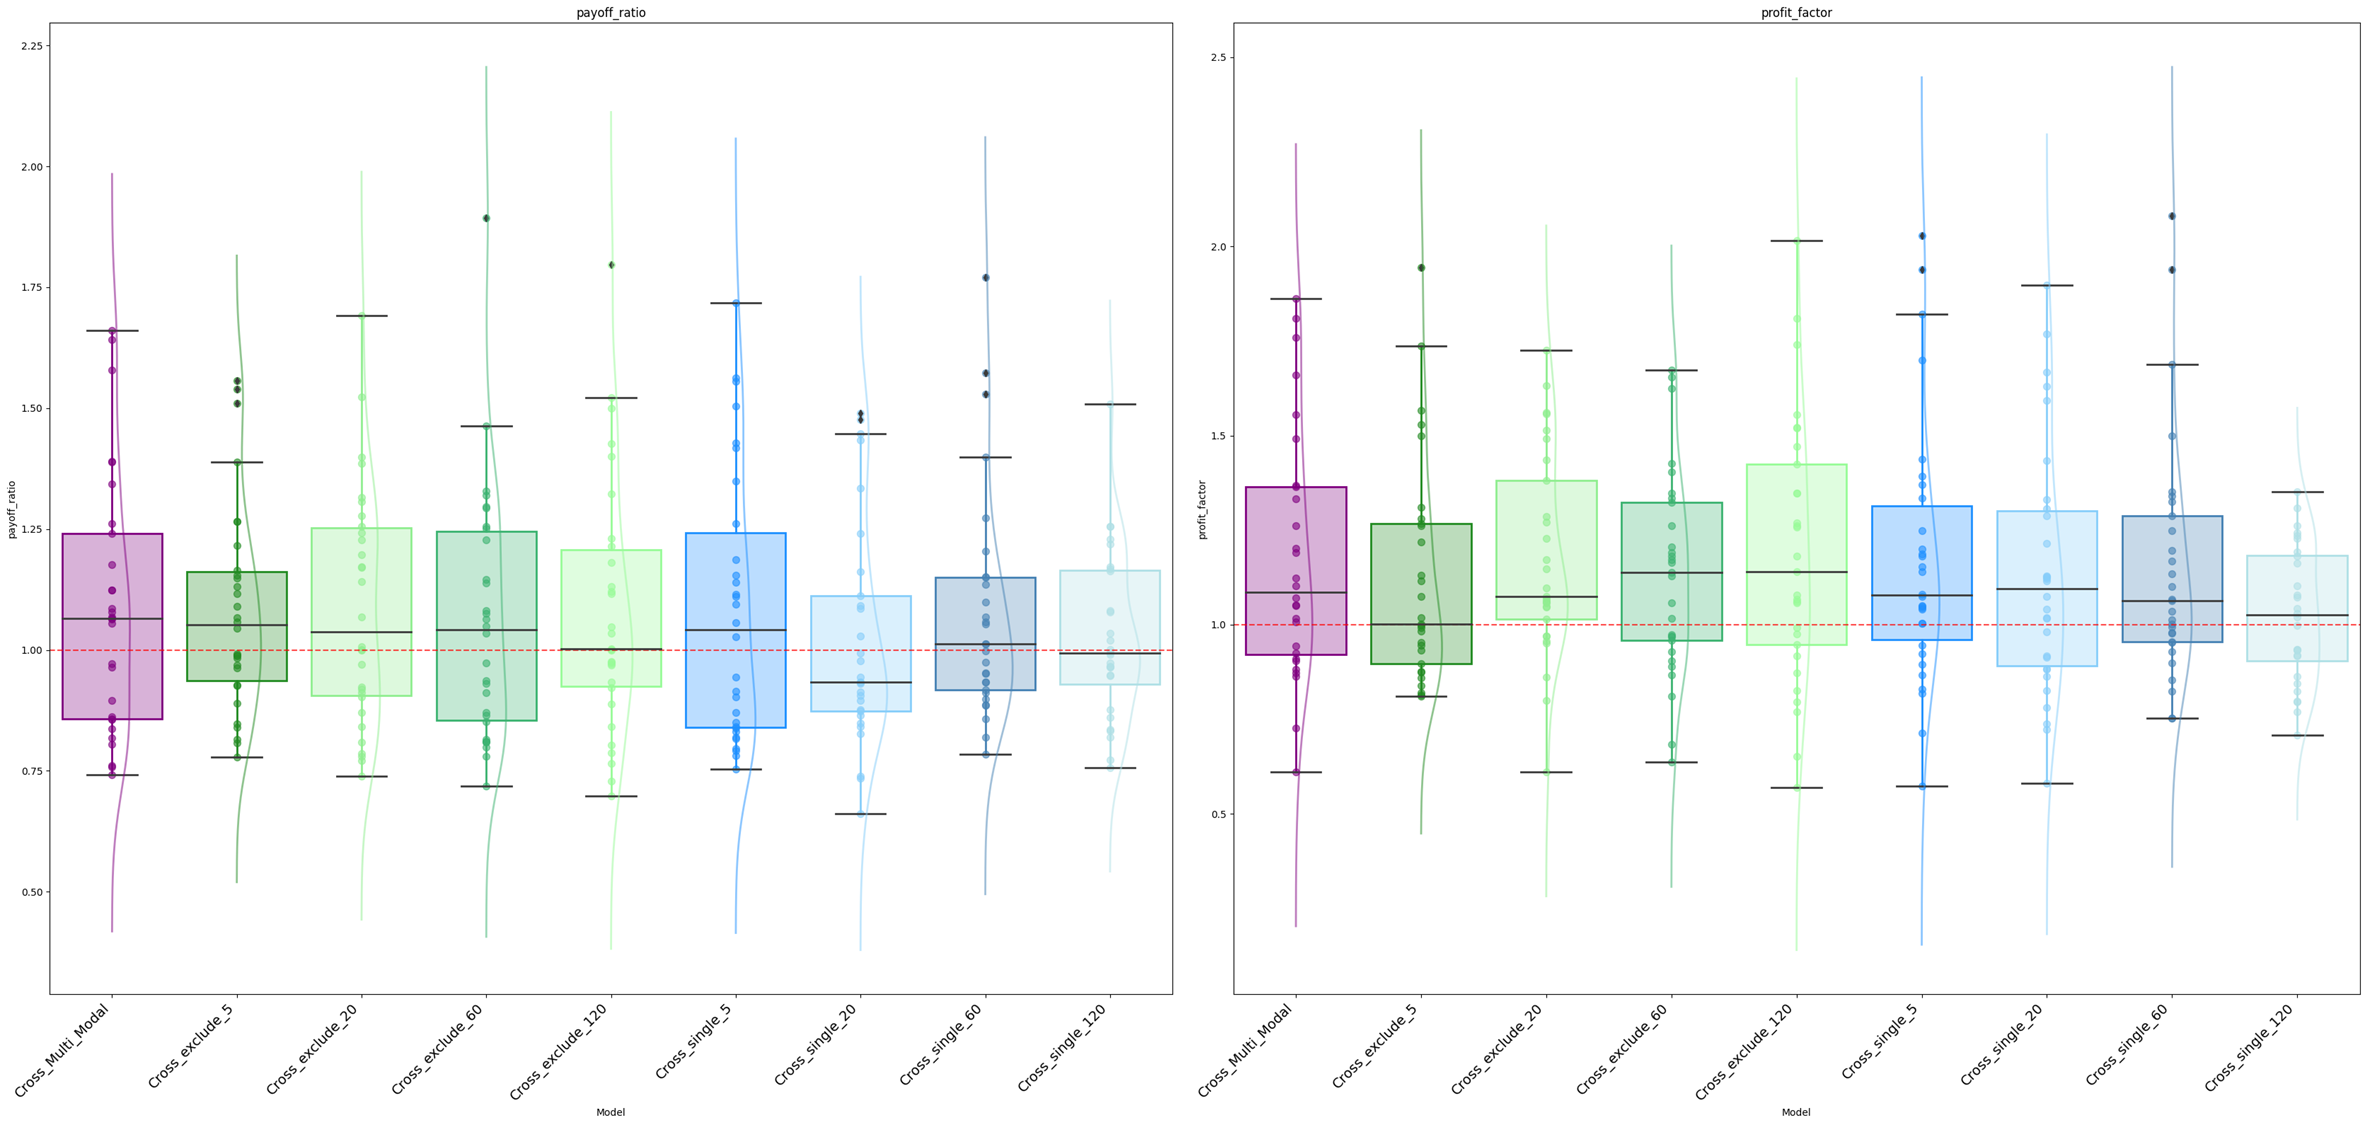 payoff_ratio
2.25
2.00
1.75
1.50
1.25
1.00
0.75
0.50
payoff_ratio
Cross_Multi_Modal
Cross_exclude_5
Cross_exclude_20
Cross_exclude_60
Cross_exclude_120
Cross_single_5
Cross_single_20
Cross_single_60
Cross_single_120
Model
profit_factor
2.5
2.0
1.5
1.0
0.5
profit_factor
Cross_Multi_Modal
Cross_exclude_5
Cross_exclude_20
Cross_exclude_60
Cross_exclude_120
Cross_single_5
Cross_single_20
Cross_single_60
Cross_single_120
Model